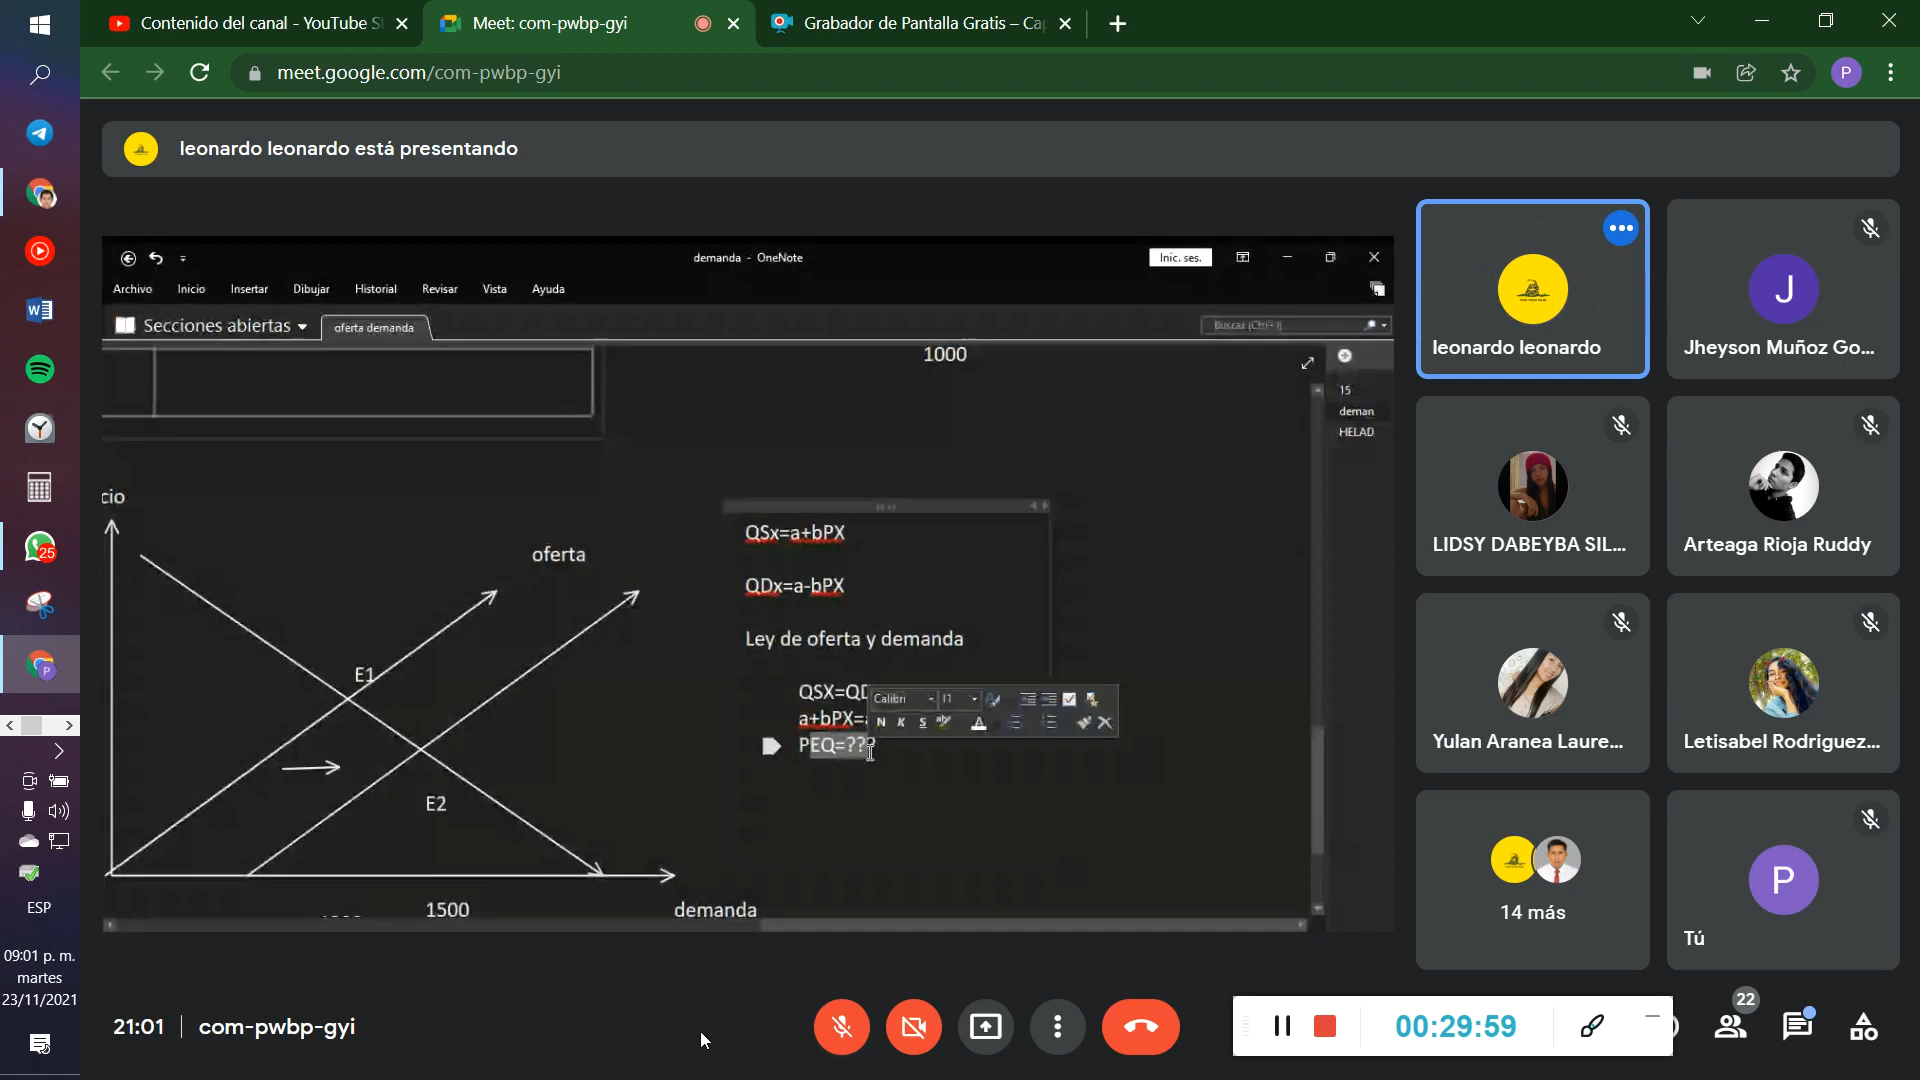 Contenido del canal - YouTube S
Meet: com-pwbp-gyi
Grabador de Pantalla Gratis – Ca
meet.google.com/com-pwbp-gyi
P
leonardo leonardo está presentando
demanda - OneNote
Inic. ses.
Archivo
Inicio
Insertar
Dibujar
Historial
Revisar
Vista
Ayuda
Secciones abiertas
oferta demanda
Buscar (Ctrl+)
1000
15
deman
HELAD
cio
oferta
E1
E2
1500
demanda
QSx=a+bPX
QDx=a-bPX
Ley de oferta y demanda
QSX=QD
a+bPX=
PEQ=???
Calibri
11
N K S
A
leonardo leonardo
J
Jheyson Muñoz Go...
LIDSY DABEYBA SIL...
Arteaga Rioja Ruddy
Yulan Aranea Laure...
Letisabel Rodriguez...
14 más
P
Tú
25
P
ESP
09:01 p. m.
martes
23/11/2021
21:01
com-pwbp-gyi
00:29:59
22